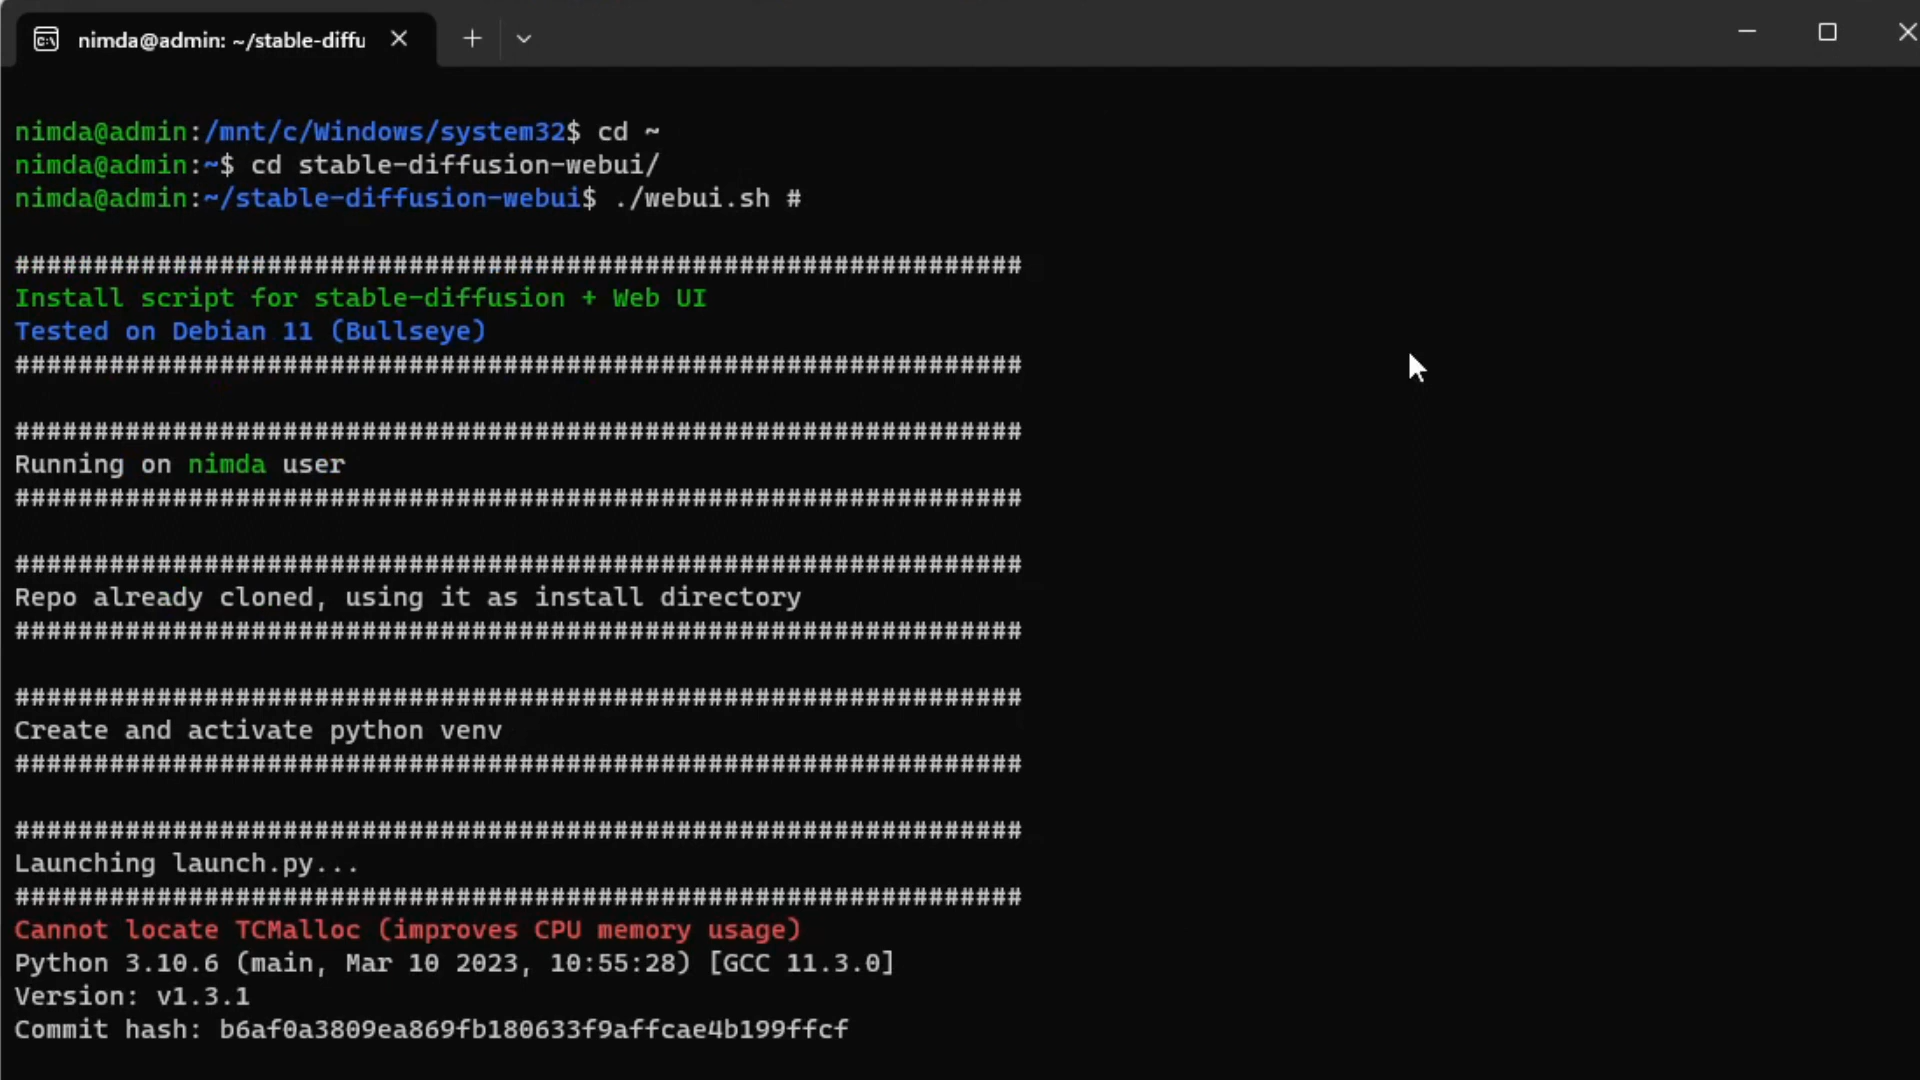 nimda@admin: ~/stable-diffu
nimda@admin:/mnt/c/Windows/system32$ cd ~
nimda@admin:~$ cd stable-diffusion-webui/
nimda@admin:~/stable-diffusion-webui$ ./webui.sh #
################################################################
Install script for stable-diffusion + Web UI
Tested on Debian 11 (Bullseye)
################################################################
################################################################
Running on nimda user
################################################################
################################################################
Repo already cloned, using it as install directory
################################################################
################################################################
Create and activate python venv
################################################################
################################################################
Launching launch.py...
################################################################
Cannot locate TCMalloc (improves CPU memory usage)
Python 3.10.6 (main, Mar 10 2023, 10:55:28) [GCC 11.3.0]
Version: v1.3.1
Commit hash: b6af0a3809ea869fb180633f9affcae4b199ffcf